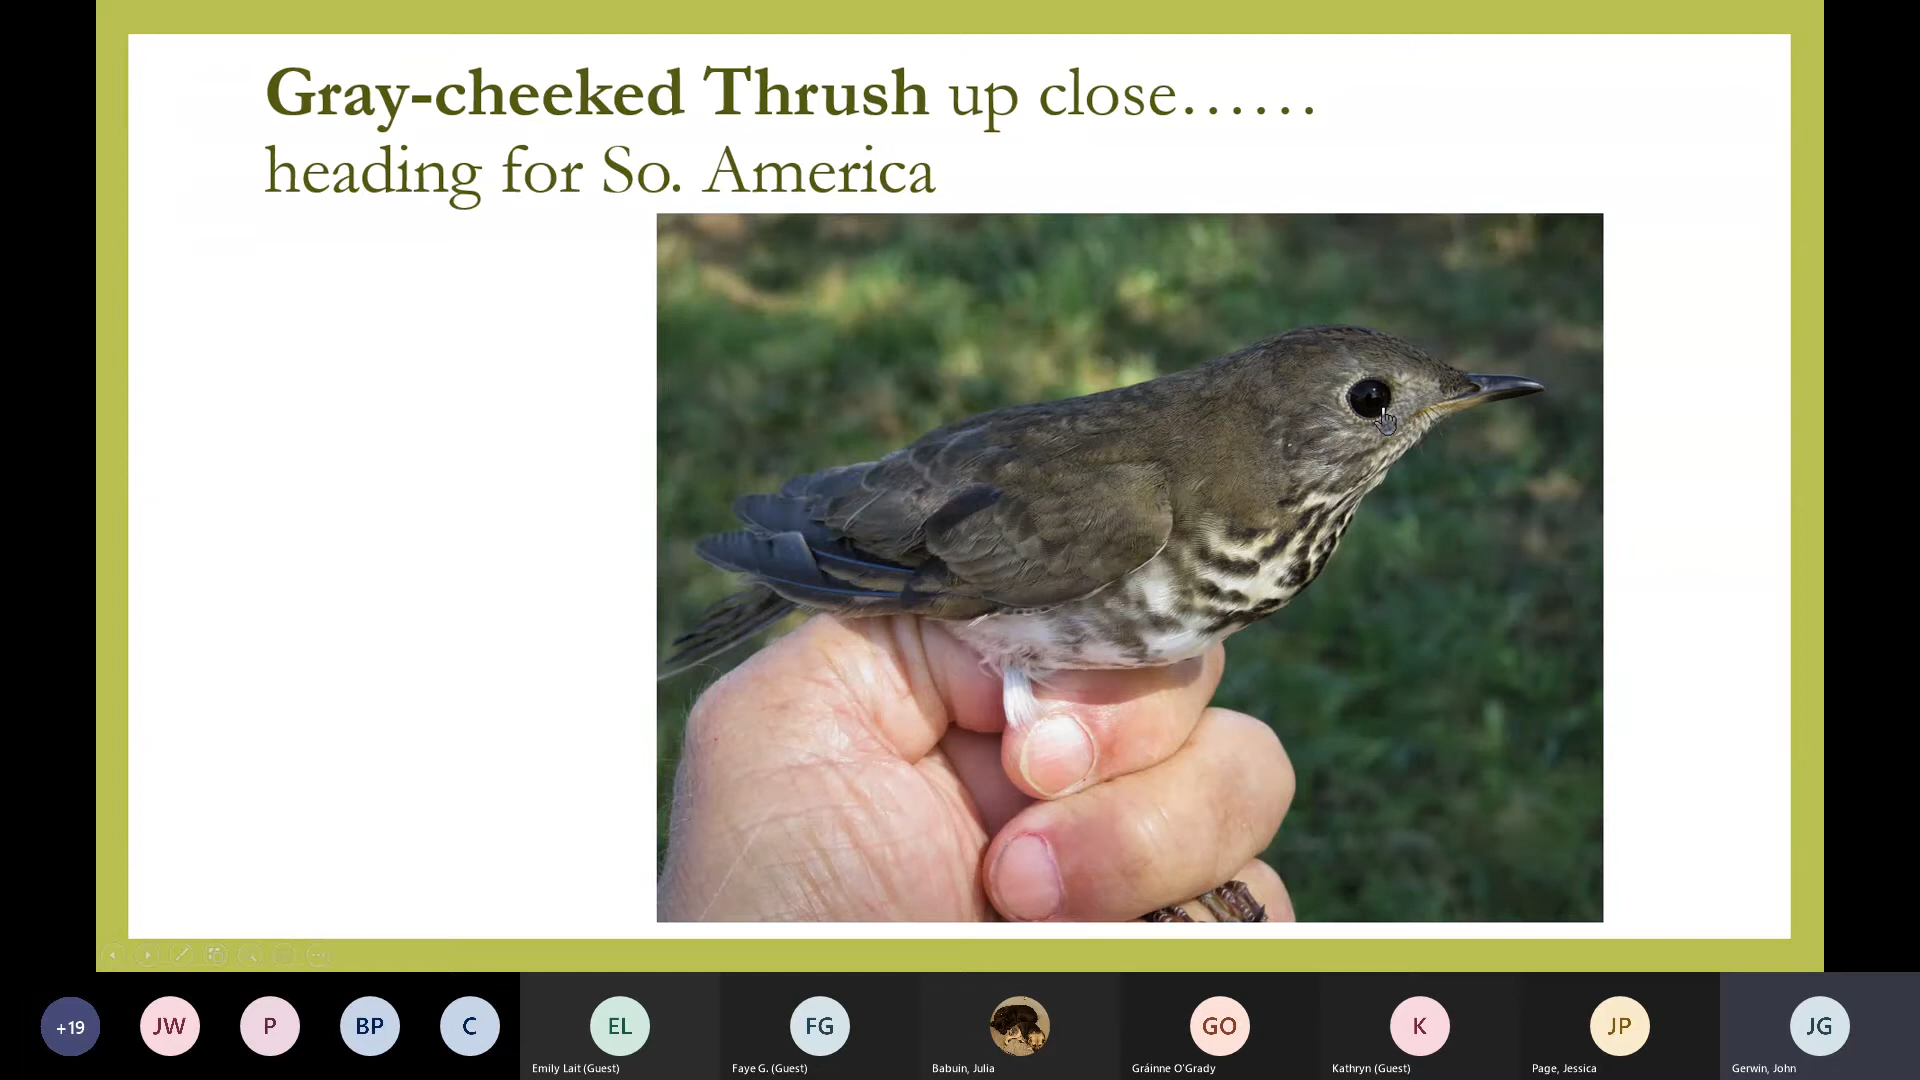 Gray-cheeked Thrush up close……
heading for So. America
+19
JW
P
BP
C
EL
FG
GO
K
JP
JG
Emily Lait (Guest)
Faye G. (Guest)
Babuin, Julia
Gráinne O'Grady
Kathryn (Guest)
Page, Jessica
Gerwin, John